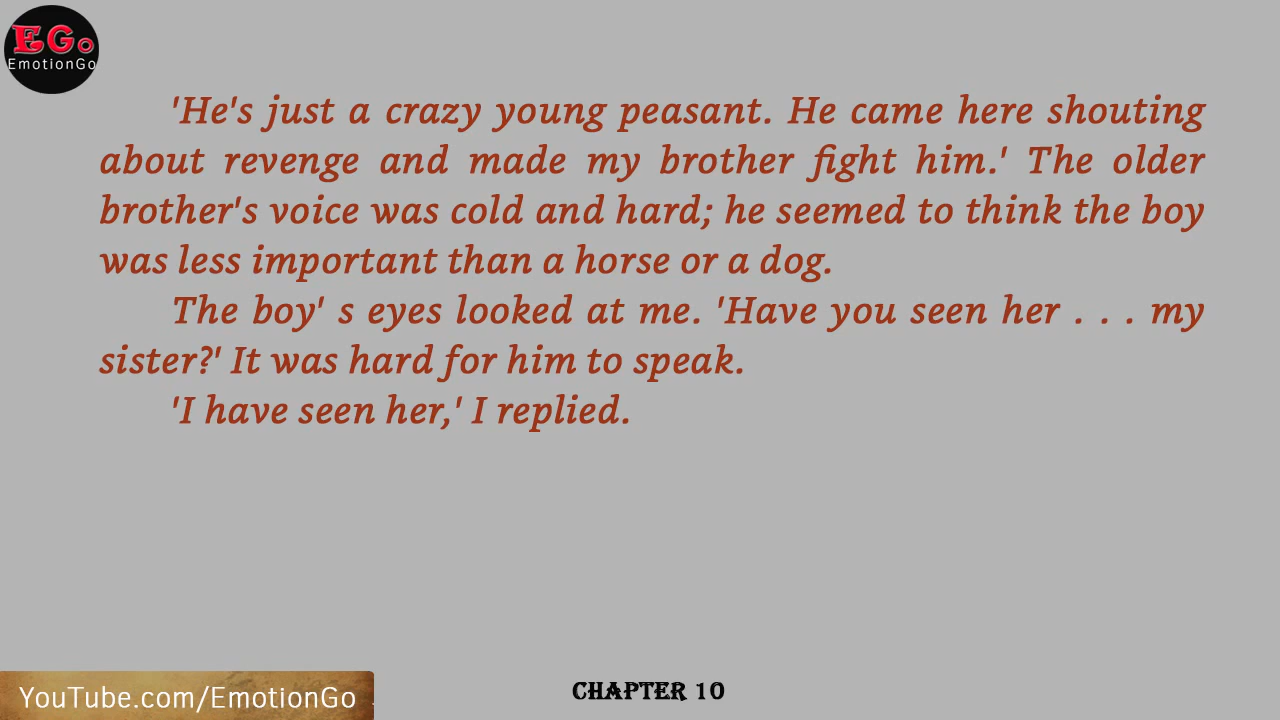 EGo
EmotionGo
'He's just a crazy young peasant. He came here shouting
about revenge and made my brother fight him.' The older
brother's voice was cold and hard; he seemed to think the boy
was less important than a horse or a dog.
The boy' s eyes looked at me. 'Have you seen her . . . my
sister?' It was hard for him to speak.
'I have seen her,' I replied.
YouTube.com/EmotionGo
CHAPTER 10